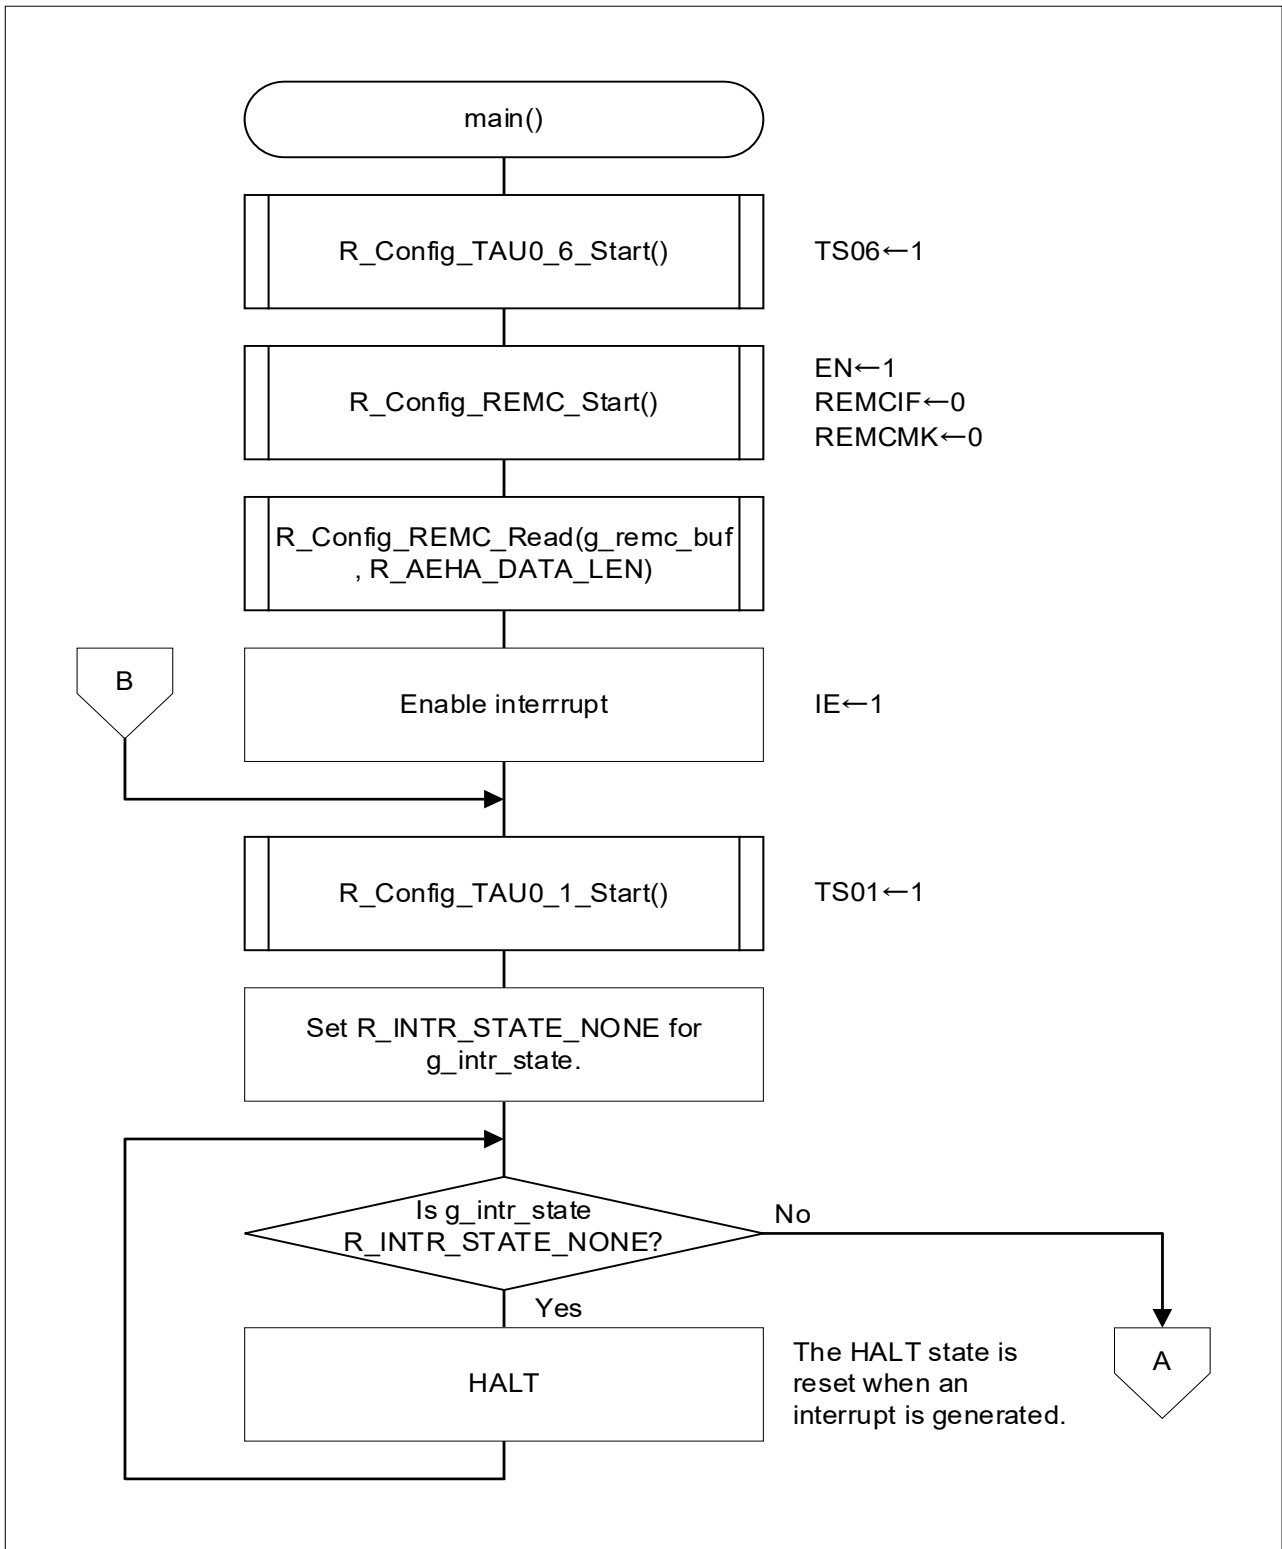 main()
R_Config_TAU0_6_Start()
TS06←1
R_Config_REMC_Start()
EN←1
REMCIF←0
REMCMK←0
R_Config_REMC_Read(g_remc_buf
, R_AEHA_DATA_LEN)
B
Enable interrrupt
IE←1
R_Config_TAU0_1_Start()
TS01←1
Set R_INTR_STATE_NONE for
g_intr_state.
Is g_intr_state
R_INTR_STATE_NONE?
No
Yes
HALT
The HALT state is
reset when an
interrupt is generated.
A